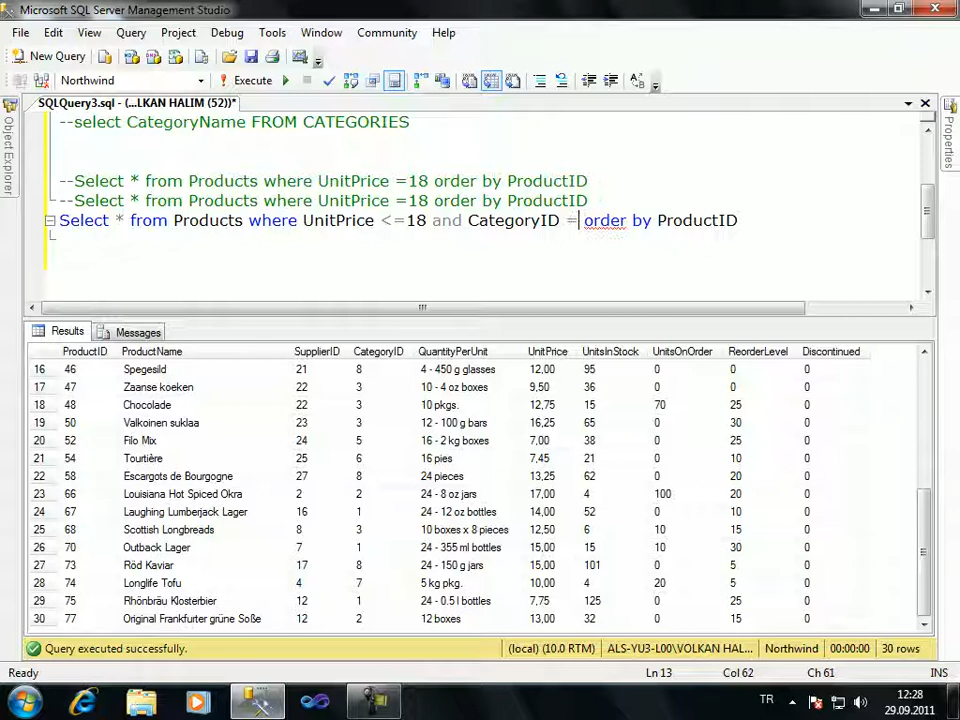 Microsoft SQL Server Management Studio
File Edit View Query Project Debug Tools Window Community Help
New Query
Northwind Execute
SQLQuery3.sql - (...LKAN HALIM (52))*
Object Explorer
Properties
--select CategoryName FROM CATEGORIES
--Select * from Products where UnitPrice =18 order by ProductID
--Select * from Products where UnitPrice =18 order by ProductID
Select * from Products where UnitPrice <=18 and CategoryID = order by ProductID
Results Messages
ProductID ProductName SupplierID CategoryID QuantityPerUnit UnitPrice UnitsInStock UnitsOnOrder ReorderLevel Discontinued
16 46 Spegesild 21 8 4 - 450 g glasses 12,00 95 0 0 0
17 47 Zaanse koeken 22 3 10 - 4 oz boxes 9,50 36 0 0 0
18 48 Chocolade 22 3 10 pkgs. 12,75 15 70 25 0
19 50 Valkoinen suklaa 23 3 12 - 100 g bars 16,25 65 0 30 0
20 52 Filo Mix 24 5 16 - 2 kg boxes 7,00 38 0 25 0
21 54 Tourtière 25 6 16 pies 7,45 21 0 10 0
22 58 Escargots de Bourgogne 27 8 24 pieces 13,25 62 0 20 0
23 66 Louisiana Hot Spiced Okra 2 2 24 - 8 oz jars 17,00 4 100 20 0
24 67 Laughing Lumberjack Lager 16 1 24 - 12 oz bottles 14,00 52 0 10 0
25 68 Scottish Longbreads 8 3 10 boxes x 8 pieces 12,50 6 10 15 0
26 70 Outback Lager 7 1 24 - 355 ml bottles 15,00 15 10 30 0
27 73 Röd Kaviar 17 8 24 - 150 g jars 15,00 101 0 5 0
28 74 Longlife Tofu 4 7 5 kg pkg. 10,00 4 20 5 0
29 75 Rhönbräu Klosterbier 12 1 24 - 0.5 l bottles 7,75 125 0 25 0
30 77 Original Frankfurter grüne Soße 12 2 12 boxes 13,00 32 0 15 0
Query executed successfully. (local) (10.0 RTM) ALS-YU3-L00\VOLKAN HAL... Northwind 00:00:00 30 rows
Ready Ln 13 Col 62 Ch 61 INS
TR 12:28
29.09.2011